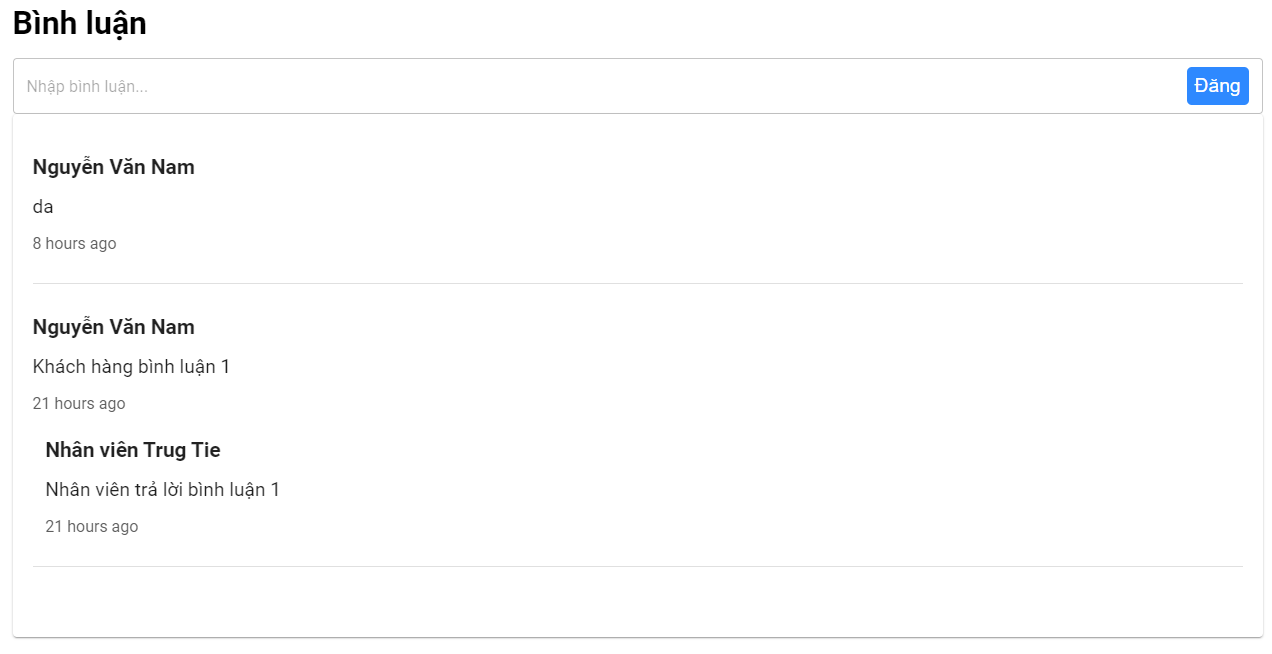 Bình luận
Nhập bình luận...
Đăng
Nguyễn Văn Nam
da
8 hours ago
Nguyễn Văn Nam
Khách hàng bình luận 1
21 hours ago
Nhân viên Trug Tie
Nhân viên trả lời bình luận 1
21 hours ago